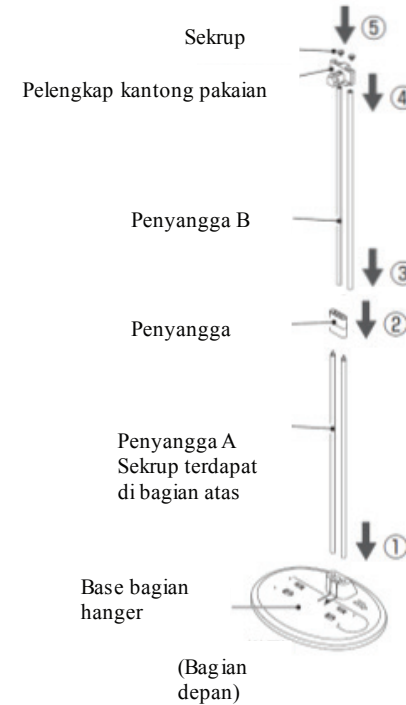 Sekrup
⑤
Pelengkap kantong pakaian
④
Penyangga B
③
Penyangga
②
Penyangga A
Sekrup terdapat
di bagian atas
①
Base bagian
hanger
(Bagian
depan)